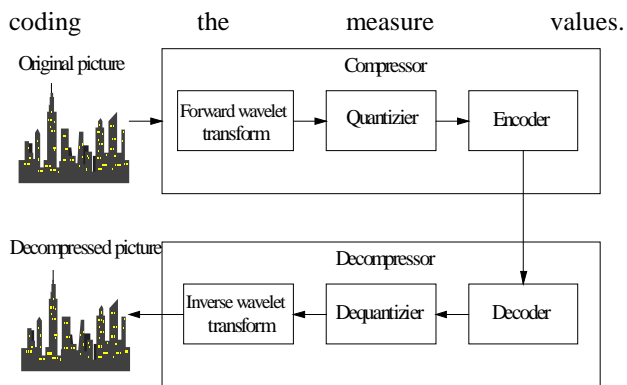 coding the measure values.
Original picture
Compressor
Forward wavelet
transform
Quantizier
Encoder
Decompressed picture
Decompressor
Inverse wavelet
transform
Dequantizier
Decoder